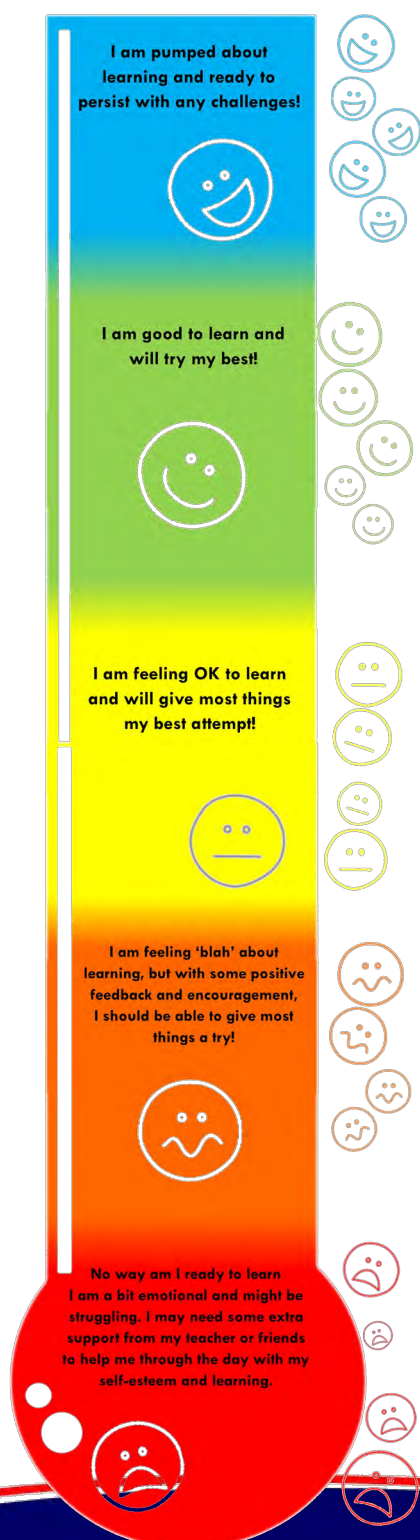 I am pumped about
learning and ready to
persist with any challenges!
I am good to learn and
will try my best!
I am feeling OK to learn
and will give most things
my best attempt!
I am feeling ‘blah’ about
learning, but with some positive
feedback and encouragement,
I should be able to give most
things a try!
No way am I ready to learn
I am a bit emotional and might be
struggling. I may need some extra
support from my teacher or friends
to help me through the day with my
self-esteem and learning.